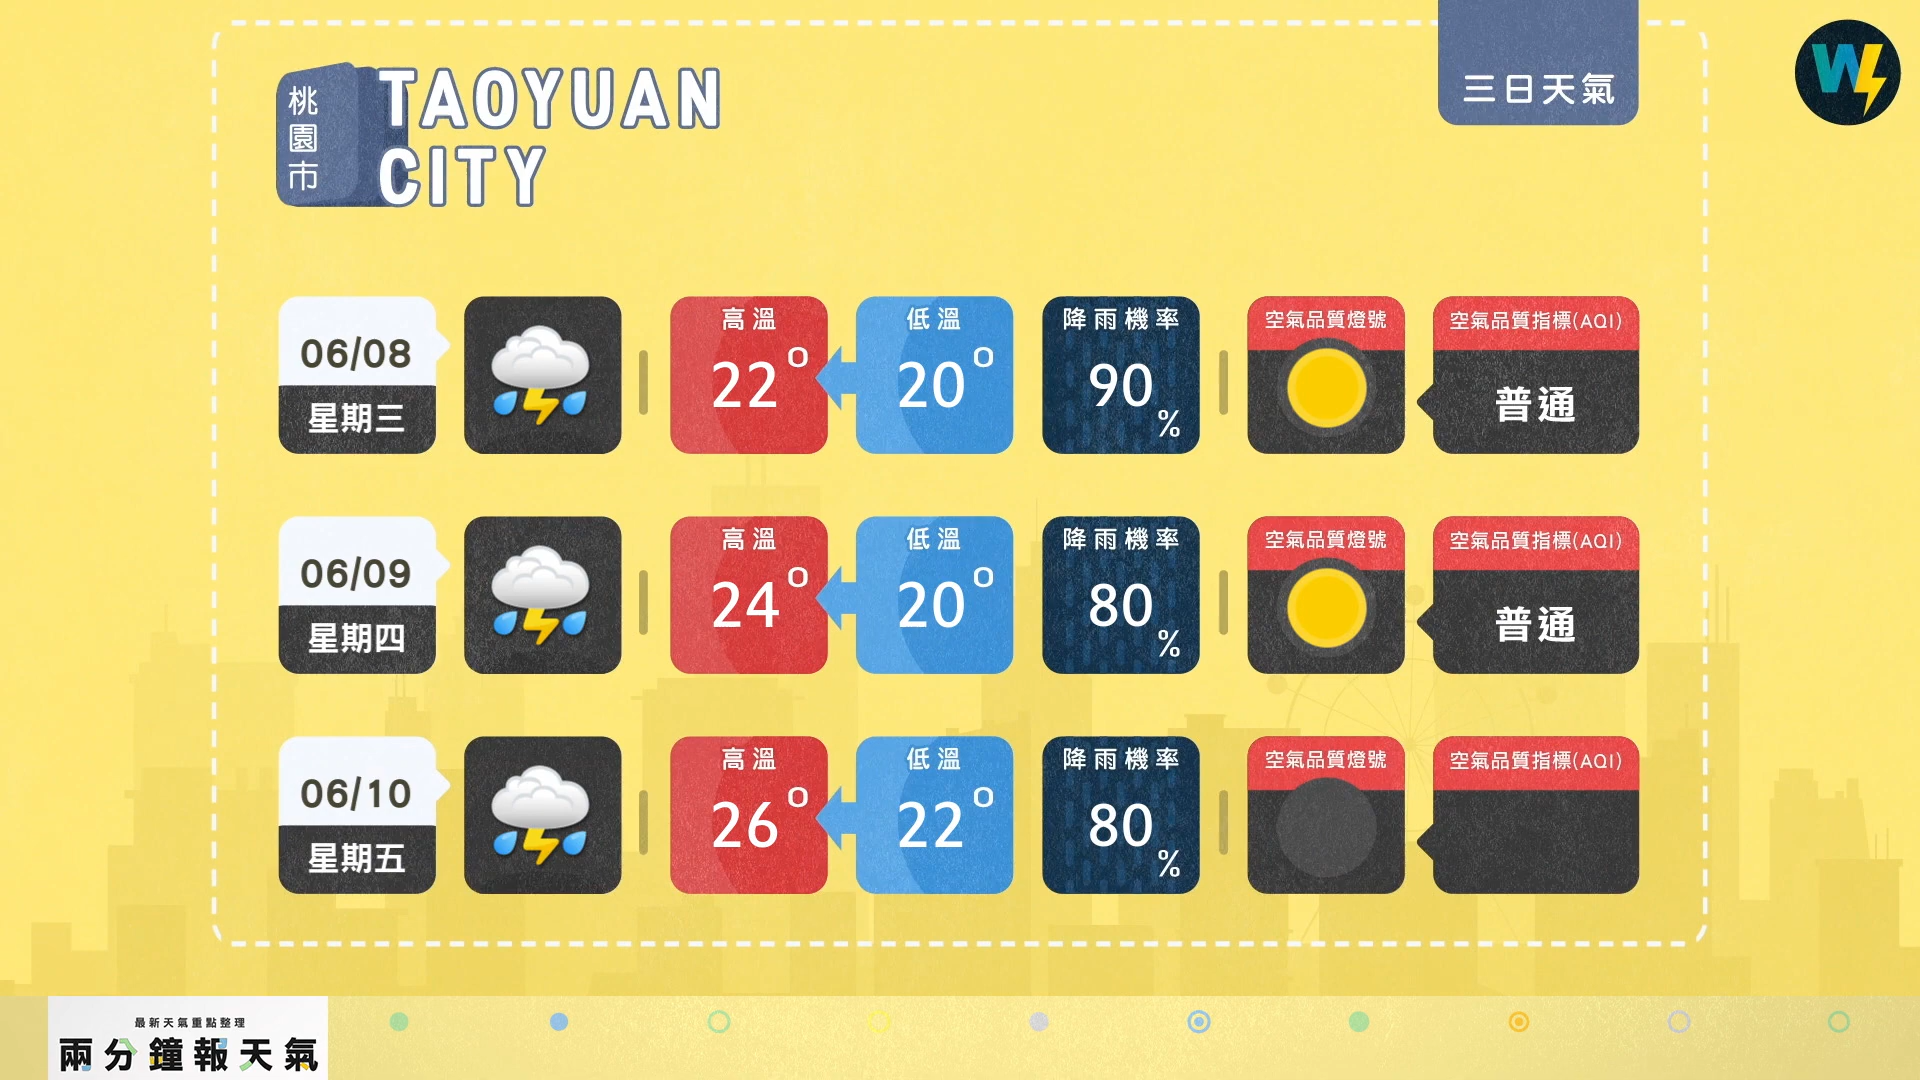 桃園市
TAOYUAN
CITY
三日天氣
W
06/08
星期三
高溫
22°
低溫
20°
降雨機率
90%
空氣品質燈號
空氣品質指標(AQI)
普通
06/09
星期四
高溫
24°
低溫
20°
降雨機率
80%
空氣品質燈號
空氣品質指標(AQI)
普通
06/10
星期五
高溫
26°
低溫
22°
降雨機率
80%
空氣品質燈號
空氣品質指標(AQI)
最新天氣重點整理
兩分鐘報天氣